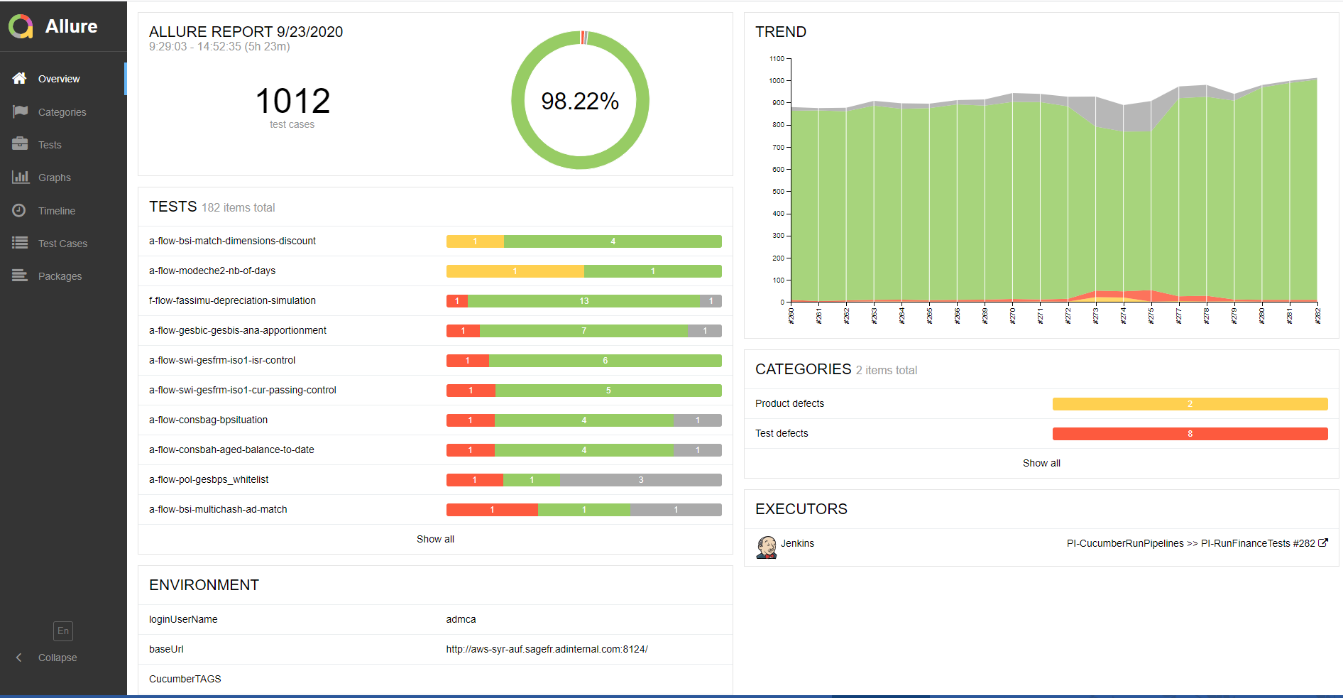 Allure
Overview
Categories
Tests
Graphs
Timeline
Test Cases
Packages
En
Collapse
ALLURE REPORT 9/23/2020
9:29:03 - 14:52:35 (5h 23m)
1012
test cases
98.22%
TESTS 182 items total
a-flow-bsi-match-dimensions-discount 1 4
a-flow-modeche2-nb-of-days 1 1
f-flow-fassimu-depreciation-simulation 1 13 1
a-flow-gesbic-gesbis-ana-apportionment 1 7 1
a-flow-swi-gesfrm-iso1-isr-control 1 6
a-flow-swi-gesfrm-iso1-cur-passing-control 1 5
a-flow-consbag-bpsituation 1 4 1
a-flow-consbah-aged-balance-to-date 1 4 1
a-flow-pol-gesbps_whitelist 1 1 3
a-flow-bsi-multichash-ad-match 1 1 1
Show all
ENVIRONMENT
loginUserName admca
baseUrl http://aws-syr-auf.sagefr.adinternal.com:8124/
CucumberTAGS
TREND
1100
1000
900
800
700
600
500
400
300
200
100
0
#260 #261 #262 #263 #264 #265 #266 #269 #270 #271 #272 #273 #274 #275 #277 #278 #279 #280 #281 #282
CATEGORIES 2 items total
Product defects 2
Test defects 8
Show all
EXECUTORS
Jenkins PI-CucumberRunPipelines >> PI-RunFinanceTests #282